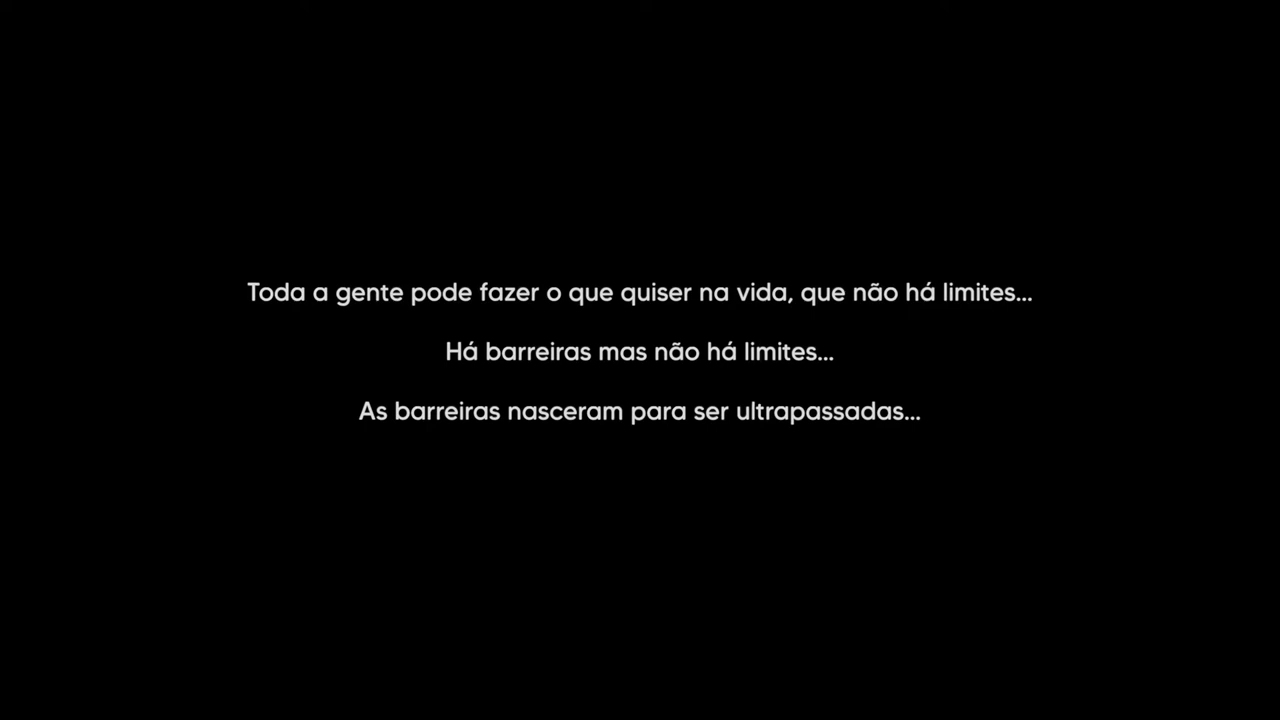 Toda a gente pode fazer o que quiser na vida, que não há limites...
Há barreiras mas não há limites...
As barreiras nasceram para ser ultrapassadas...